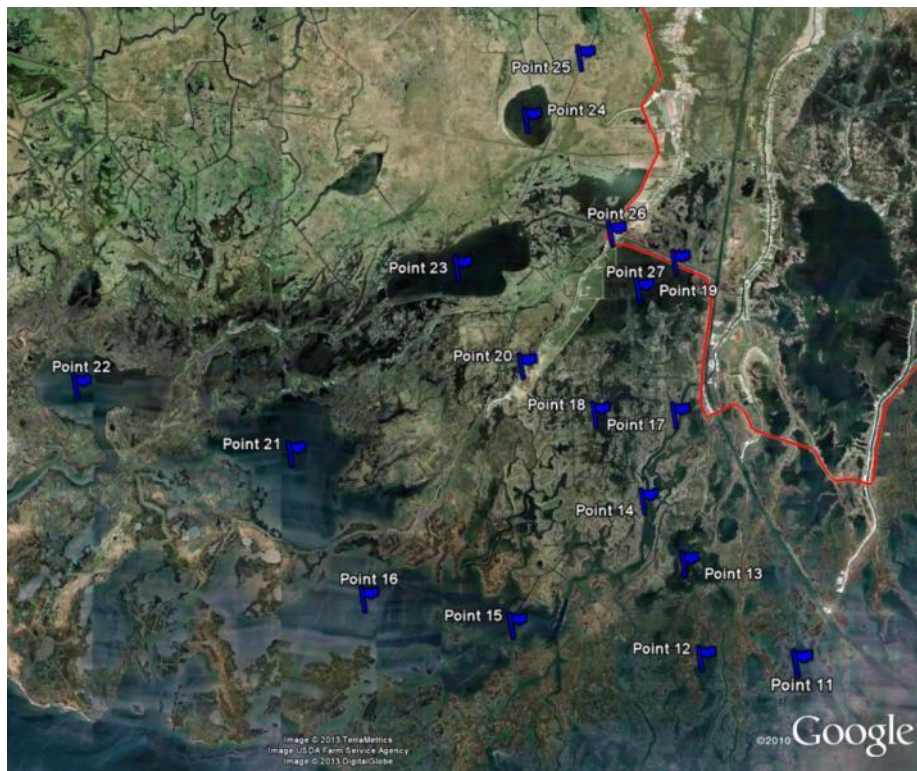 Point 25
Point 24
Point 26
Point 23
Point 27
Point 19
Point 20
Point 22
Point 18
Point 17
Point 21
Point 14
Point 13
Point 16
Point 15
Point 12
Point 11
Image © 2013 TerraMetrics
Image USDA Farm Service Agency
Image © 2013 DigitalGlobe
©2010 Google